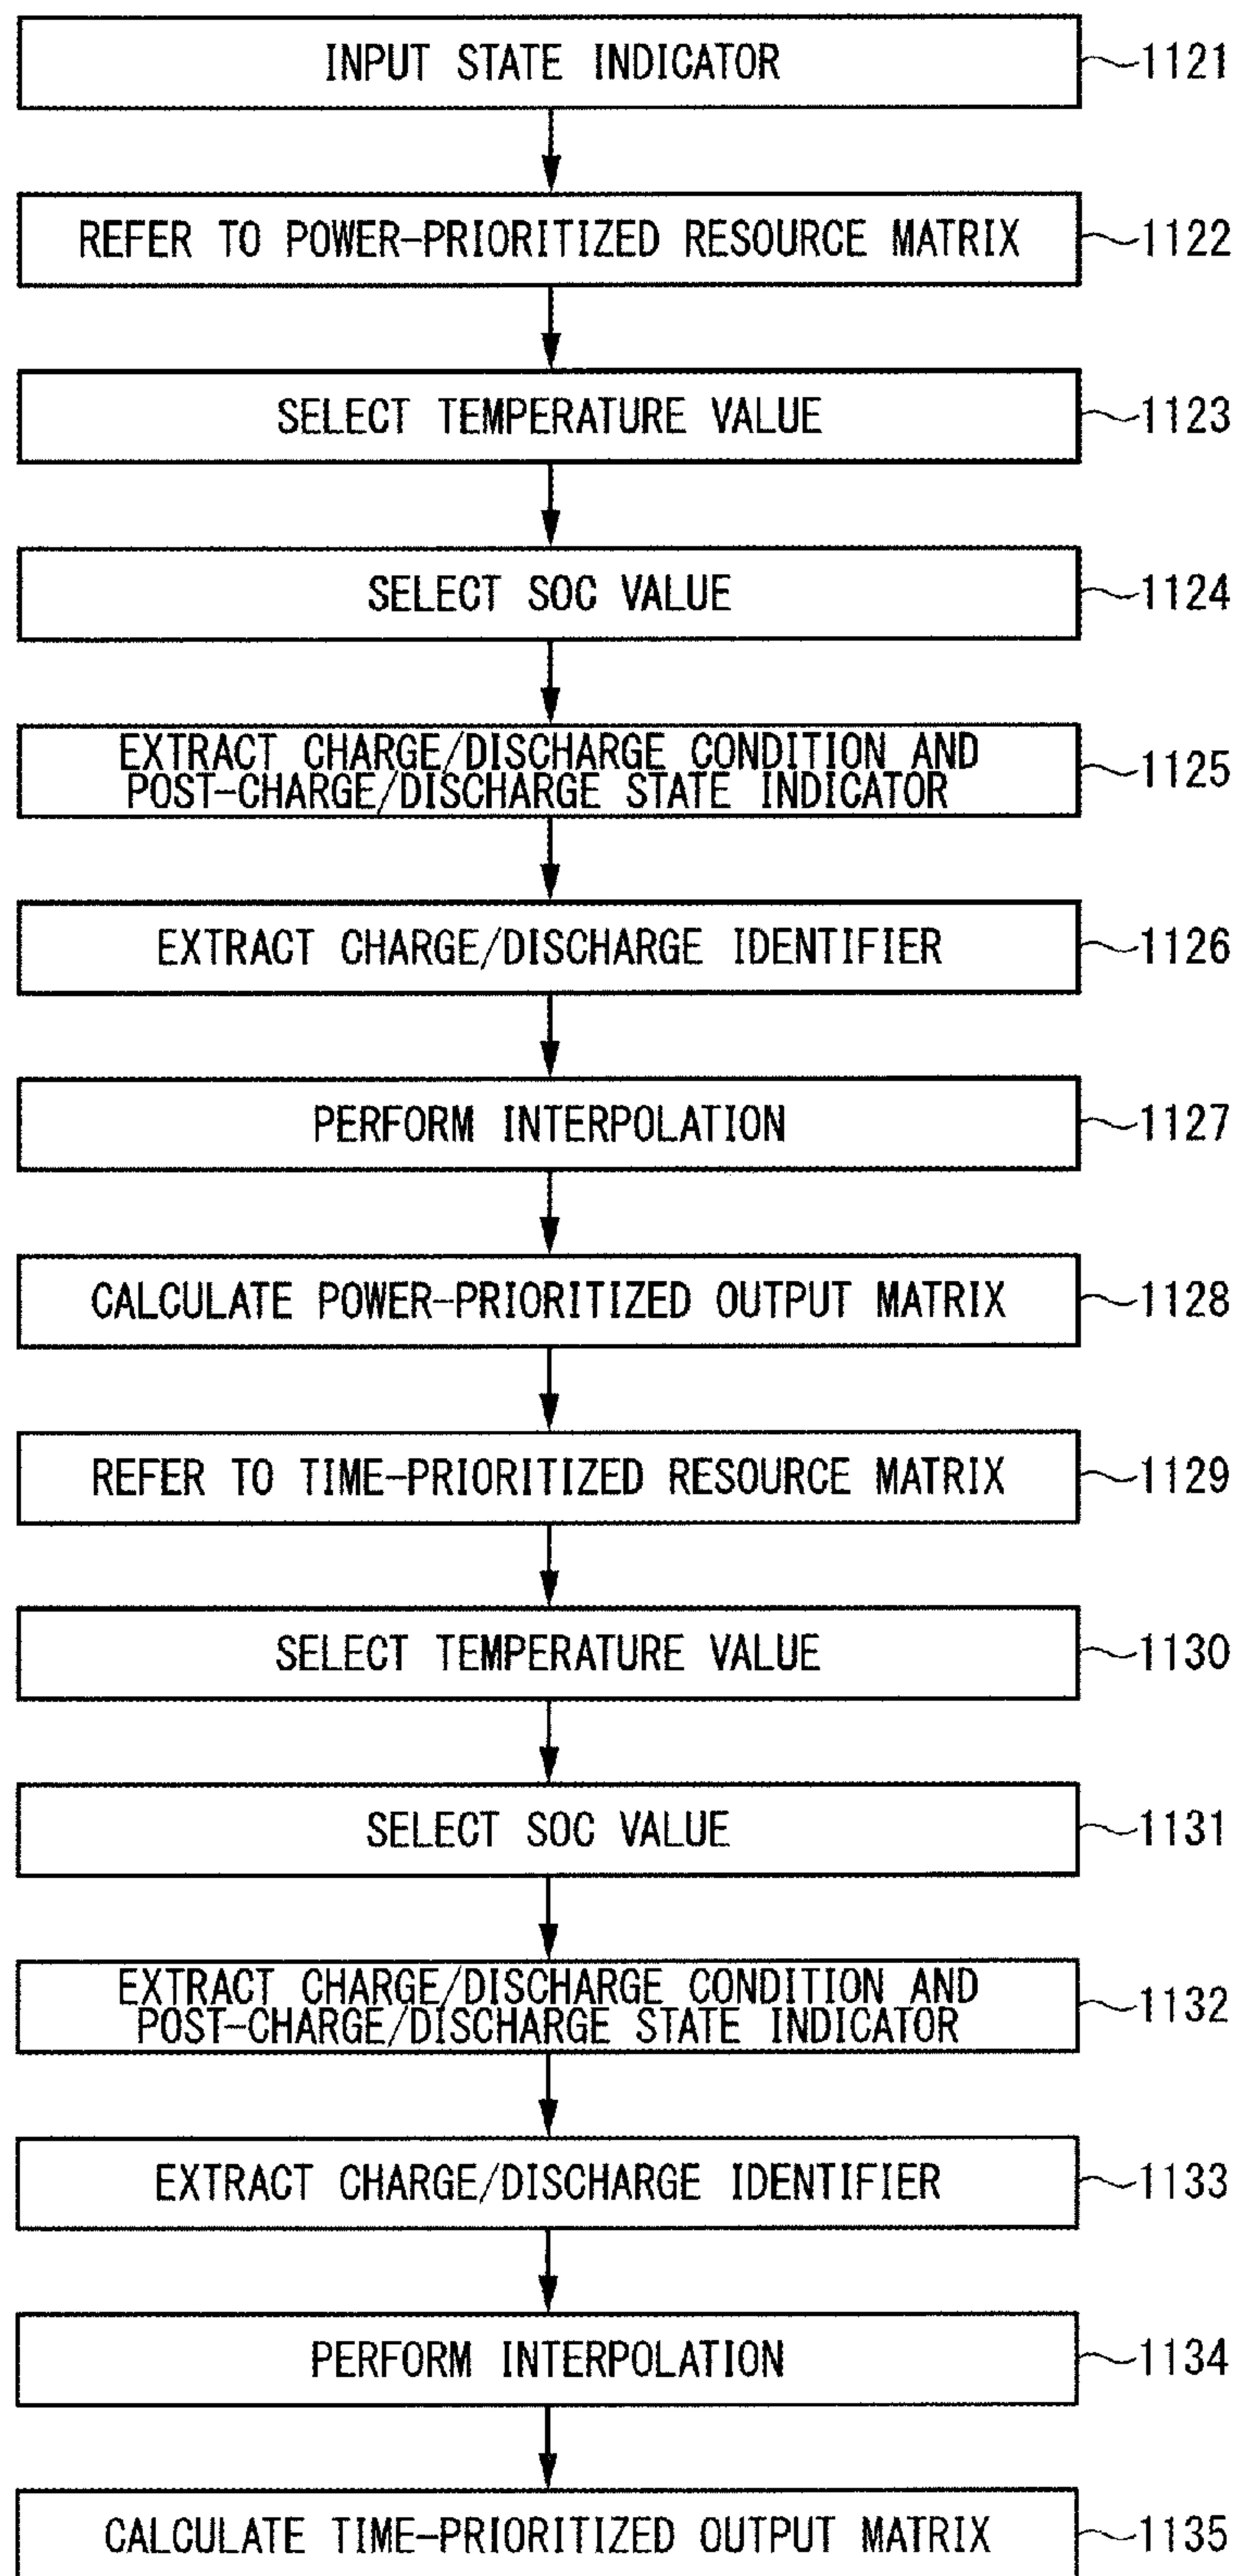 INPUT STATE INDICATOR 1121
REFER TO POWER-PRIORITIZED RESOURCE MATRIX 1122
SELECT TEMPERATURE VALUE 1123
SELECT SOC VALUE 1124
EXTRACT CHARGE/DISCHARGE CONDITION AND
POST-CHARGE/DISCHARGE STATE INDICATOR 1125
EXTRACT CHARGE/DISCHARGE IDENTIFIER 1126
PERFORM INTERPOLATION 1127
CALCULATE POWER-PRIORITIZED OUTPUT MATRIX 1128
REFER TO TIME-PRIORITIZED RESOURCE MATRIX 1129
SELECT TEMPERATURE VALUE 1130
SELECT SOC VALUE 1131
EXTRACT CHARGE/DISCHARGE CONDITION AND
POST-CHARGE/DISCHARGE STATE INDICATOR 1132
EXTRACT CHARGE/DISCHARGE IDENTIFIER 1133
PERFORM INTERPOLATION 1134
CALCULATE TIME-PRIORITIZED OUTPUT MATRIX 1135